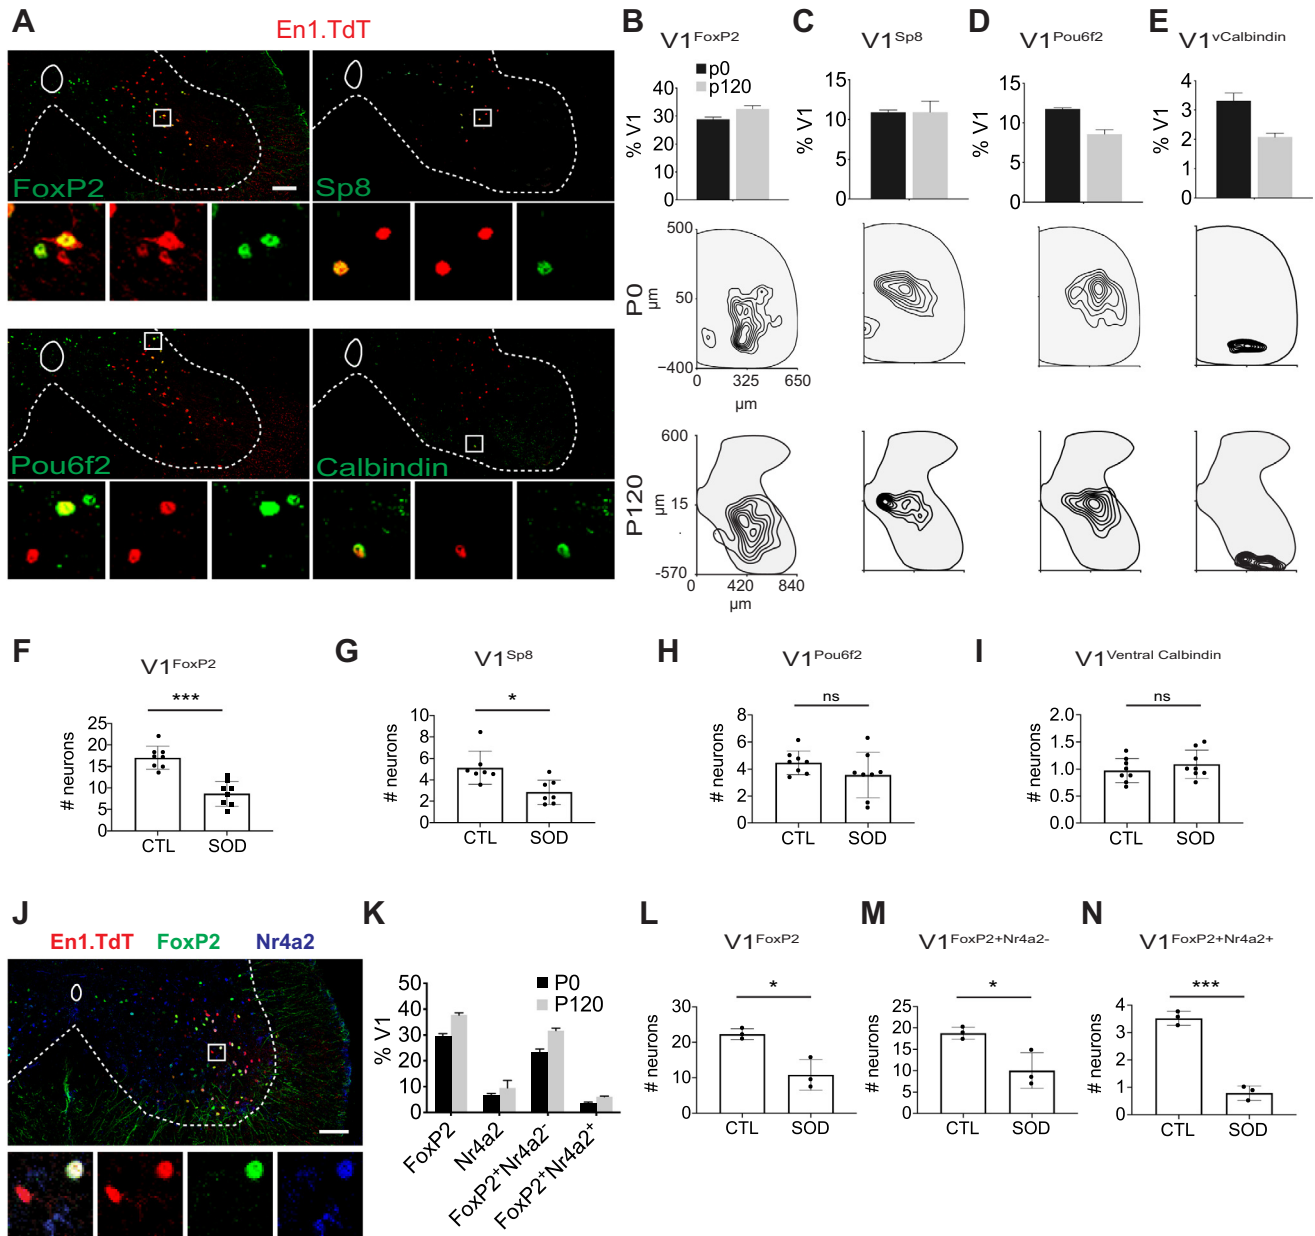 A
En1.TdT
FoxP2
Sp8
Pou6f2
Calbindin
B
V1FoxP2
p0
p120
% V1
40
30
20
10
0
C
V1Sp8
% V1
15
10
5
0
D
V1Pou6f2
% V1
15
10
5
0
E
V1vCalbindin
% V1
4
3
2
1
0
P0
500
50
µm
−400
0
325
650
µm
P120
600
15
µm
-570
0
420
840
µm
F
V1FoxP2
***
# neurons
25
20
15
10
5
0
CTL
SOD
G
V1Sp8
*
# neurons
10
8
6
4
2
0
CTL
SOD
H
V1Pou6f2
ns
# neurons
8
6
4
2
0
CTL
SOD
I
V1Ventral Calbindin
ns
# neurons
2.0
1.5
1.0
0.5
0.0
CTL
SOD
J
En1.TdT FoxP2 Nr4a2
K
P0
P120
% V1
50
40
30
20
10
0
FoxP2
Nr4a2
FoxP2+Nr4a2-
FoxP2+Nr4a2+
L
V1FoxP2
*
# neurons
30
20
10
0
CTL
SOD
M
V1FoxP2+Nr4a2-
*
# neurons
25
20
15
10
5
0
CTL
SOD
N
V1FoxP2+Nr4a2+
***
# neurons
4
3
2
1
0
CTL
SOD